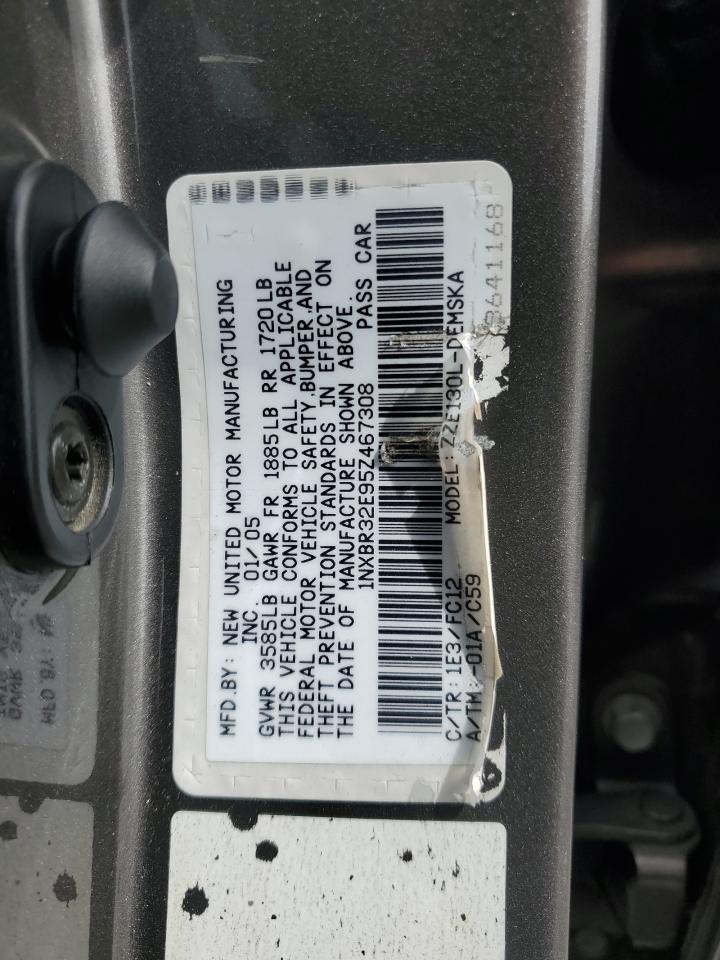 MFD.BY: NEW UNITED MOTOR MANUFACTURING
INC. 01/05
GVWR 3585LB GAWR FR 1885LB RR 1720LB
THIS VEHICLE CONFORMS TO ALL APPLICABLE
FEDERAL MOTOR VEHICLE SAFETY,BUMPER,AND
THEFT PREVENTION STANDARDS IN EFFECT ON
THE DATE OF MANUFACTURE SHOWN ABOVE.
1NXBR32E95Z467308 PASS CAR
C/TR:1E3/FC12 MODEL:ZZE130L-DEMSKA
A/TM:-01A/C59
8641168